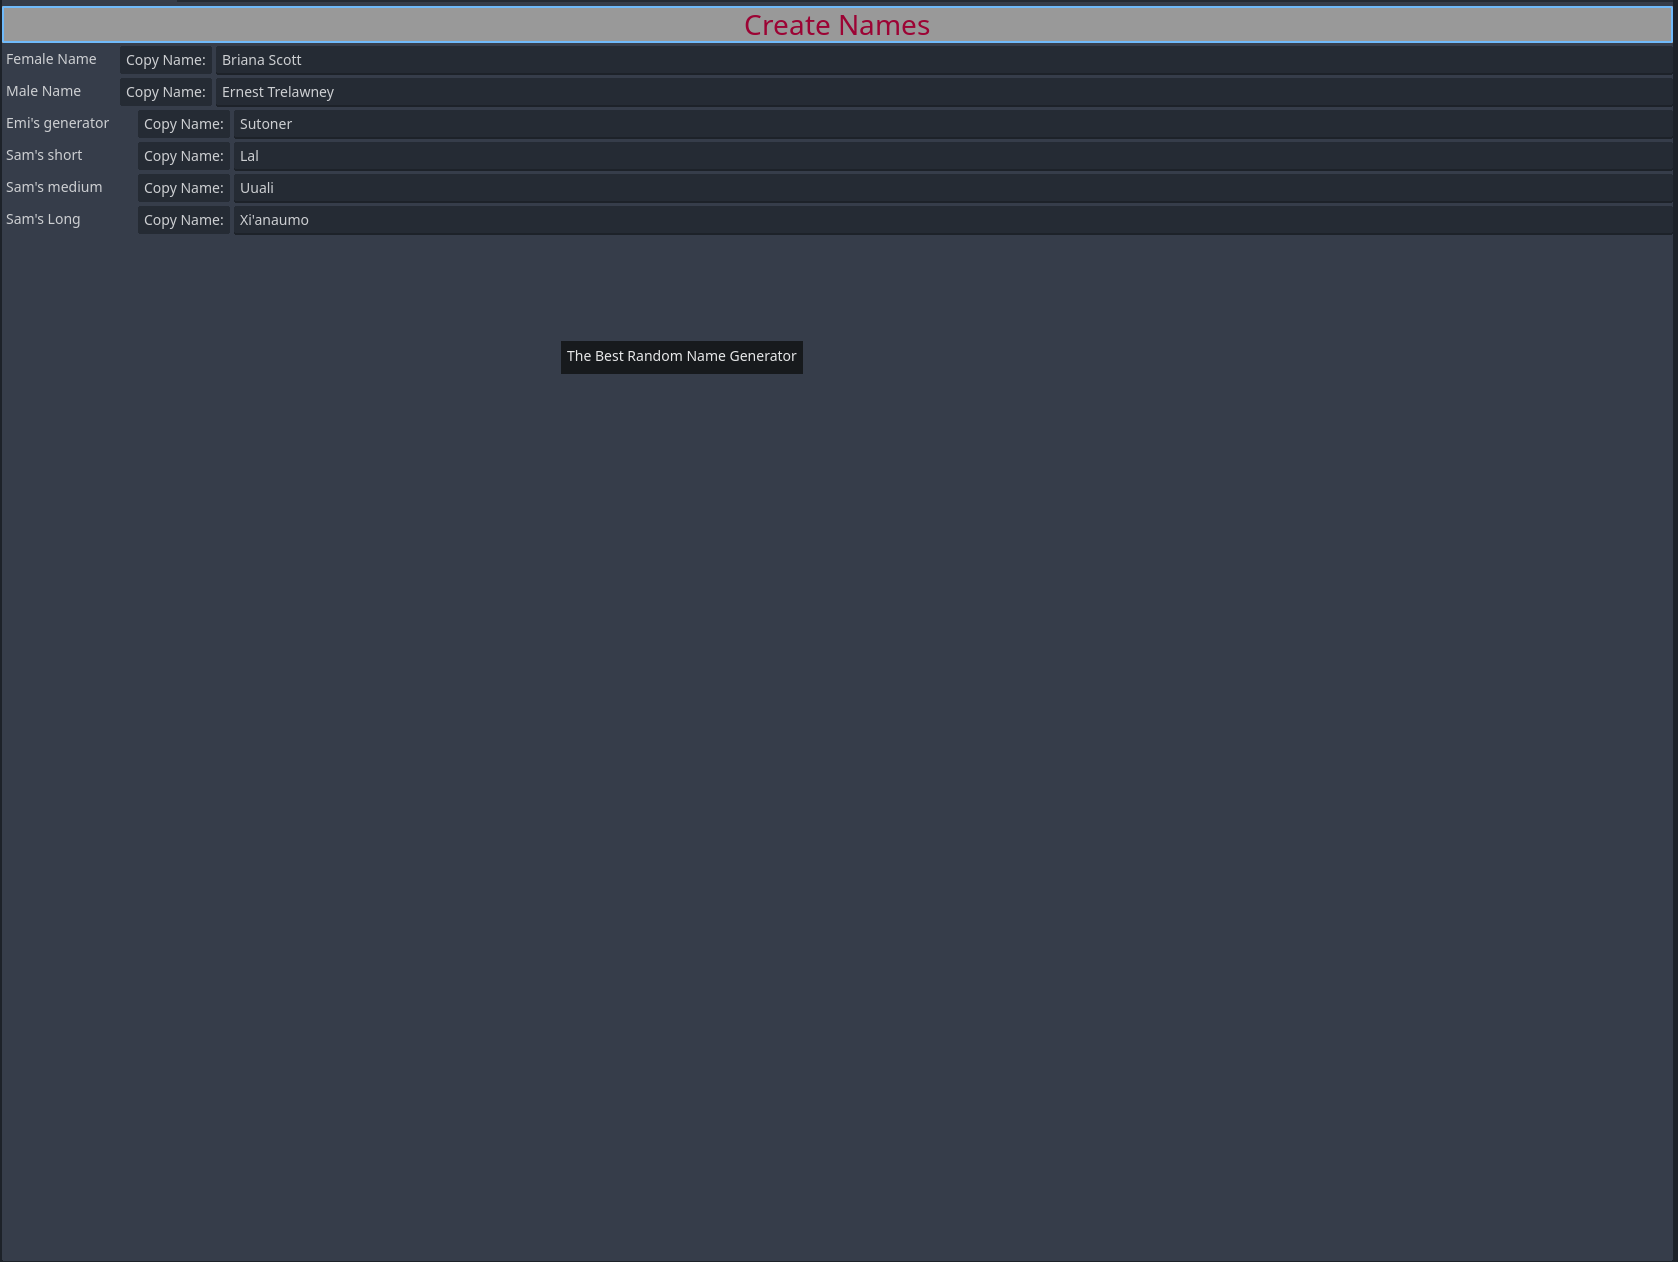 Create Names
Female Name Copy Name: Briana Scott
Male Name Copy Name: Ernest Trelawney
Emi's generator Copy Name: Sutoner
Sam's short Copy Name: Lal
Sam's medium Copy Name: Uuali
Sam's Long Copy Name: Xi'anaumo
The Best Random Name Generator